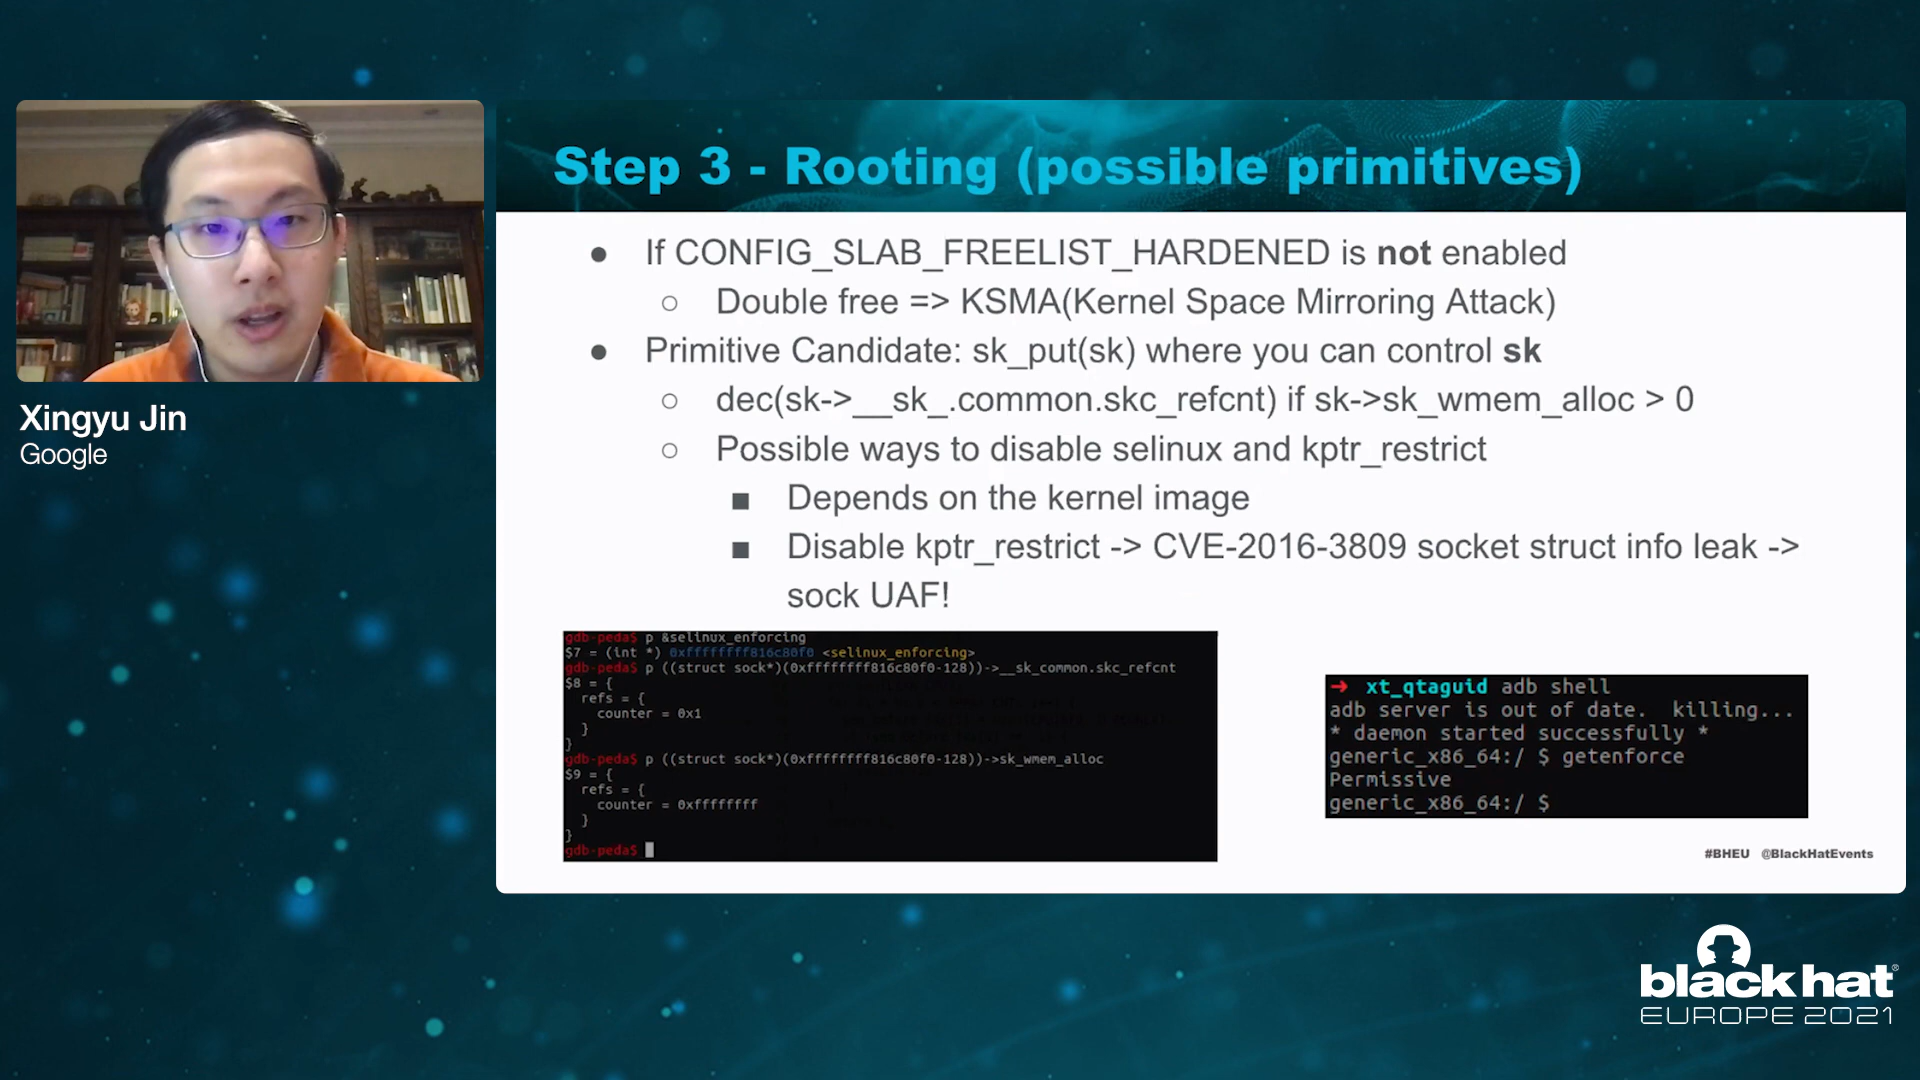 Step 3 - Rooting (possible primitives)
If CONFIG_SLAB_FREELIST_HARDENED is not enabled
Double free => KSMA(Kernel Space Mirroring Attack)
Primitive Candidate: sk_put(sk) where you can control sk
dec(sk->__sk_.common.skc_refcnt) if sk->sk_wmem_alloc > 0
Possible ways to disable selinux and kptr_restrict
Depends on the kernel image
Disable kptr_restrict -> CVE-2016-3809 socket struct info leak ->
sock UAF!
gdb-peda$ p &selinux_enforcing
$7 = (int *) 0xffffffff816c80f0 <selinux_enforcing>
gdb-peda$ p ((struct sock*)(0xffffffff816c80f0-128))->__sk_common.skc_refcnt
$8 = {
refs = {
counter = 0x1
}
}
gdb-peda$ p ((struct sock*)(0xffffffff816c80f0-128))->sk_wmem_alloc
$9 = {
refs = {
counter = 0xffffffff
}
}
gdb-peda$
➜ xt_qtaguid adb shell
adb server is out of date. killing...
* daemon started successfully *
generic_x86_64:/ $ getenforce
Permissive
generic_x86_64:/ $
#BHEU @BlackHatEvents
Xingyu Jin
Google
black hat®
EUROPE 2021